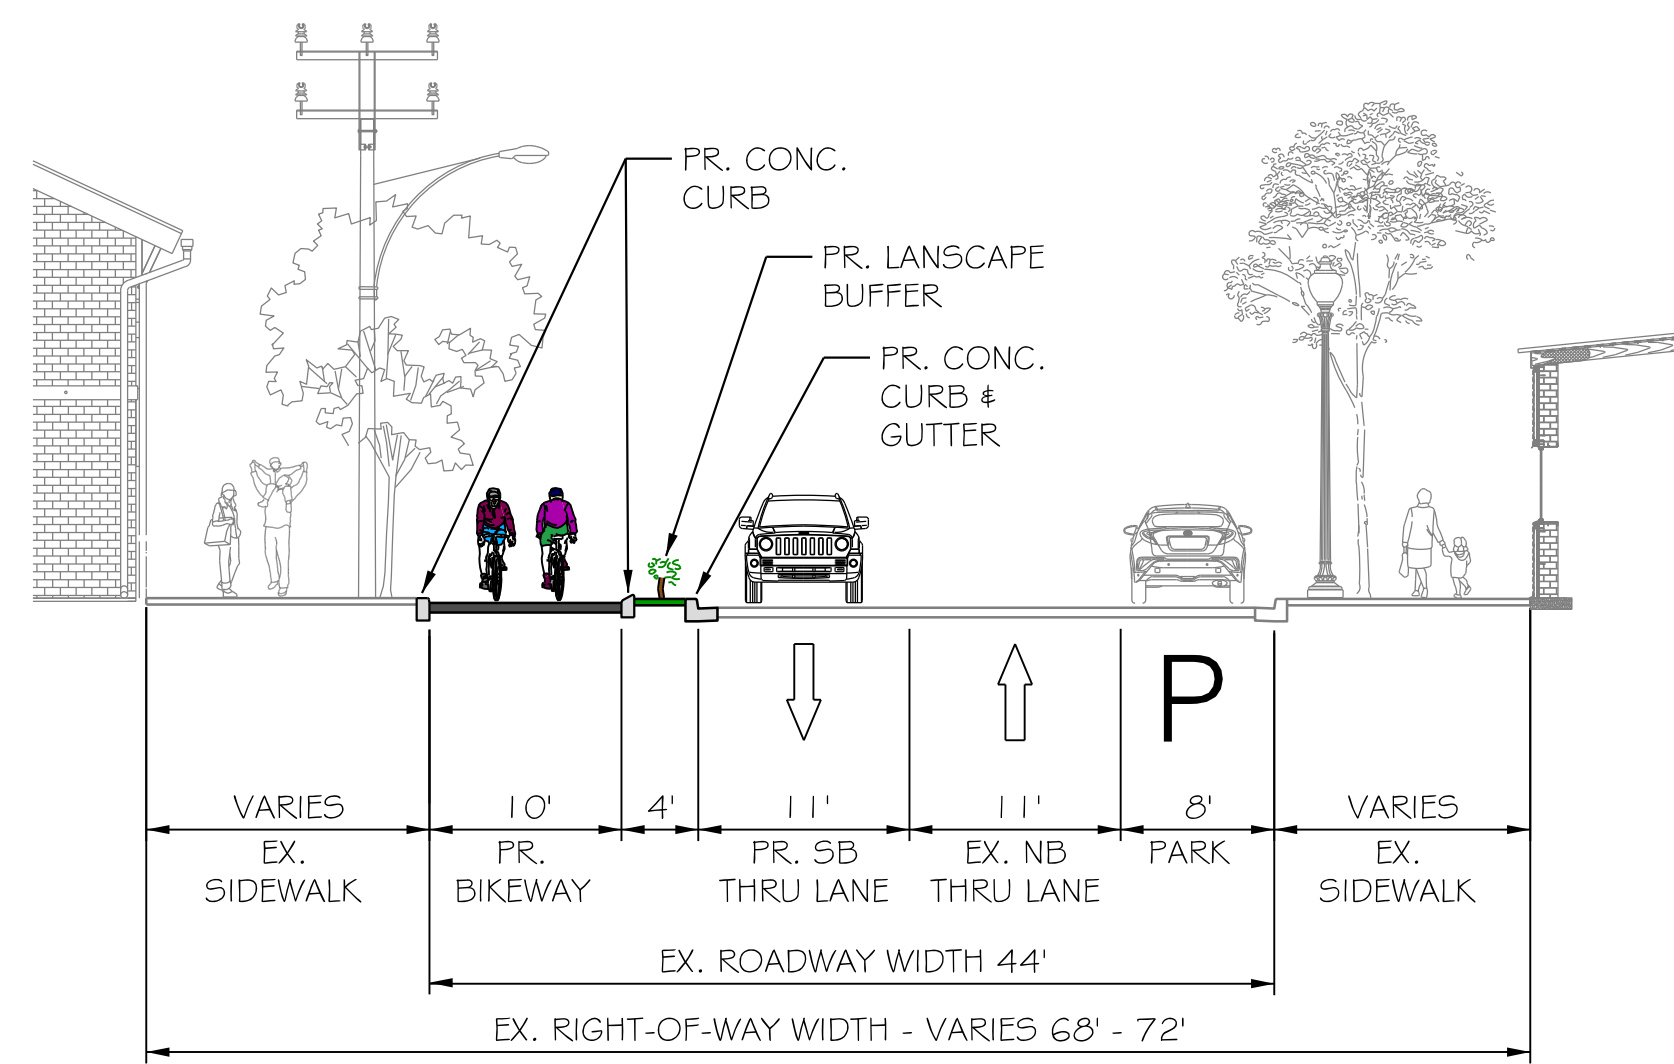 PR. CONC.
CURB
PR. LANSCAPE
BUFFER
PR. CONC.
CURB &
GUTTER
P
VARIES
10'
4'
11'
11'
8'
VARIES
EX.
SIDEWALK
PR.
BIKEWAY
PR. SB
THRU LANE
EX. NB
THRU LANE
PARK
EX.
SIDEWALK
EX. ROADWAY WIDTH 44'
EX. RIGHT-OF-WAY WIDTH - VARIES 68' - 72'